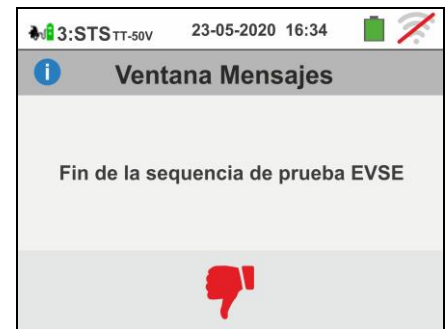 3:STS TT-50V 23-05-2020 16:34
i Ventana Mensajes
Fin de la sequencia de prueba EVSE